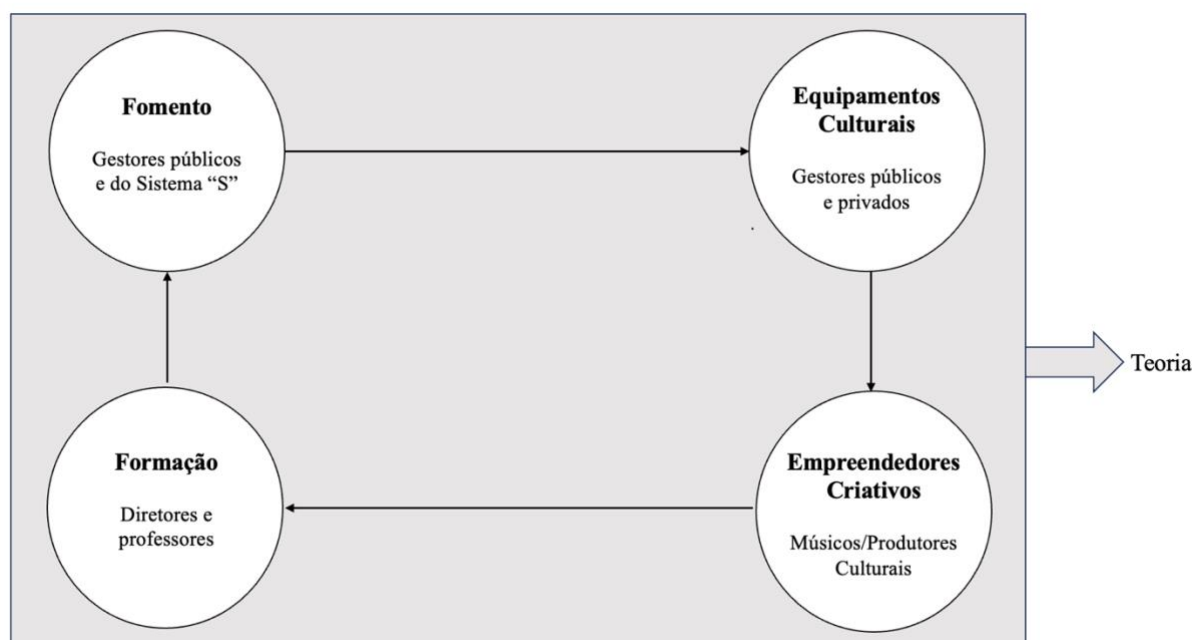 Fomento
Gestores públicos
e do Sistema “S”
Equipamentos
Culturais
Gestores públicos
e privados
Teoria
Formação
Diretores e
professores
Empreendedores
Criativos
Músicos/Produtores
Culturais